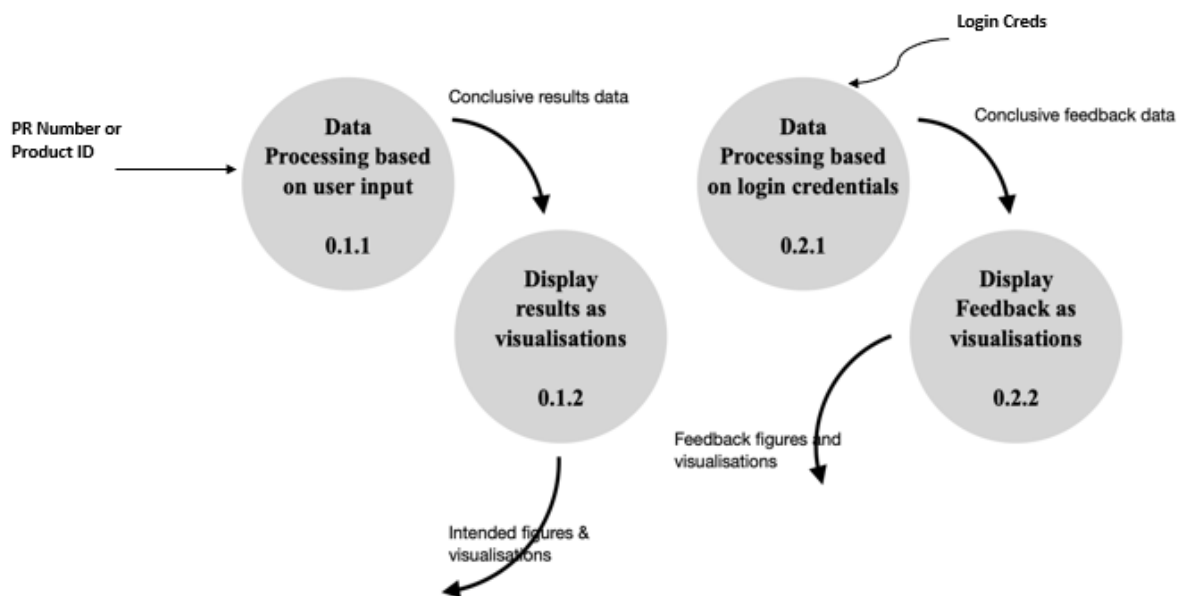 Login Creds
PR Number or
Product ID
Data
Processing based
on user input
0.1.1
Conclusive results data
Display
results as
visualisations
0.1.2
Intended figures &
visualisations
Data
Processing based
on login credentials
0.2.1
Conclusive feedback data
Display
Feedback as
visualisations
0.2.2
Feedback figures and
visualisations